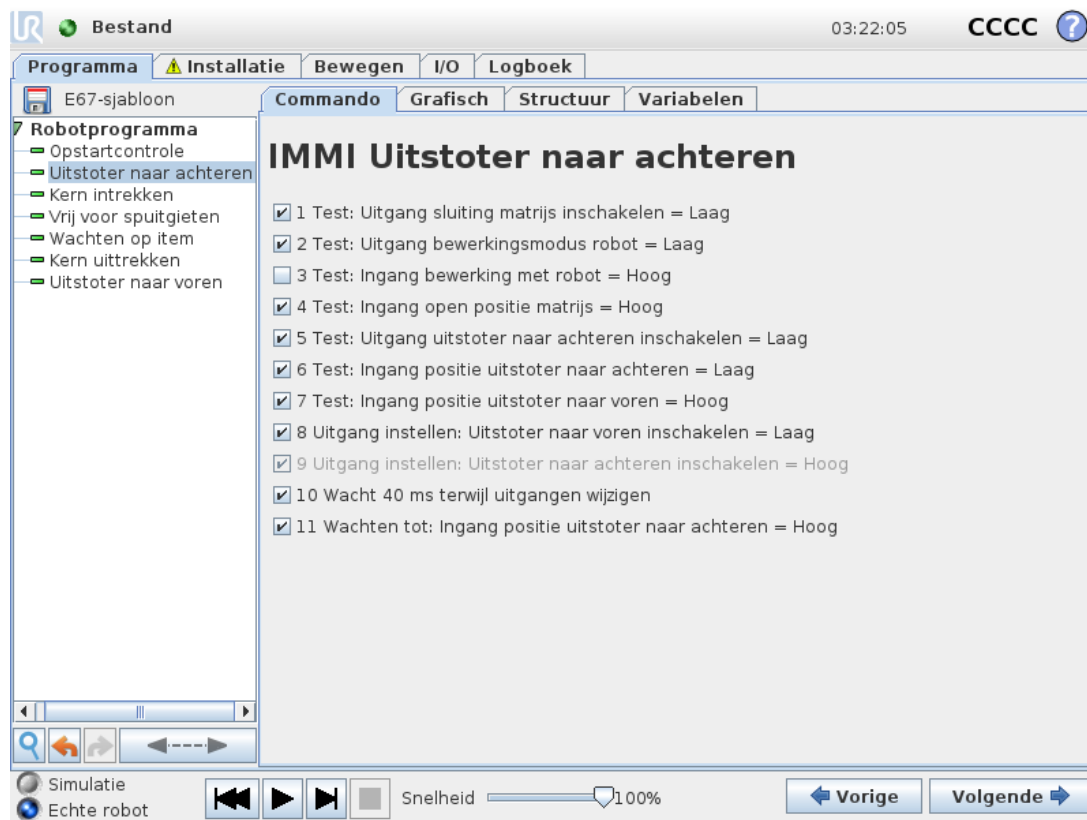 UR Bestand 03:22:05 CCCC ?
Programma Installatie Bewegen I/O Logboek
E67-sjabloon
Commando Grafisch Structuur Variabelen
Robotprogramma
Opstartcontrole
Uitstoter naar achteren
Kern intrekken
Vrij voor spuitgieten
Wachten op item
Kern uittrekken
Uitstoter naar voren
IMMI Uitstoter naar achteren
1 Test: Uitgang sluiting matrijs inschakelen = Laag
2 Test: Uitgang bewerkingsmodus robot = Laag
3 Test: Ingang bewerking met robot = Hoog
4 Test: Ingang open positie matrijs = Hoog
5 Test: Uitgang uitstoter naar achteren inschakelen = Laag
6 Test: Ingang positie uitstoter naar achteren = Laag
7 Test: Ingang positie uitstoter naar voren = Hoog
8 Uitgang instellen: Uitstoter naar voren inschakelen = Laag
9 Uitgang instellen: Uitstoter naar achteren inschakelen = Hoog
10 Wacht 40 ms terwijl uitgangen wijzigen
11 Wachten tot: Ingang positie uitstoter naar achteren = Hoog
Simulatie
Echte robot
Snelheid 100%
Vorige Volgende